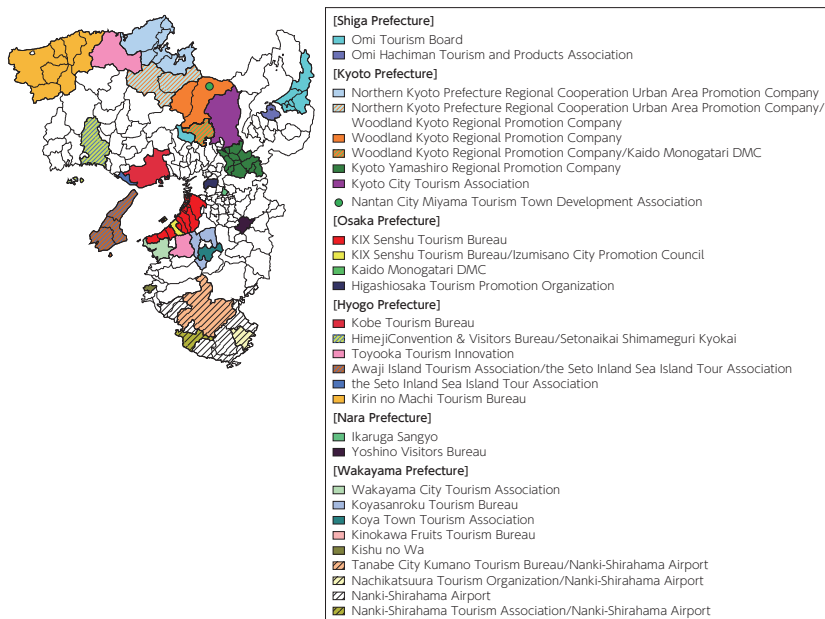 [Shiga Prefecture]
Omi Tourism Board
Omi Hachiman Tourism and Products Association
[Kyoto Prefecture]
Northern Kyoto Prefecture Regional Cooperation Urban Area Promotion Company
Northern Kyoto Prefecture Regional Cooperation Urban Area Promotion Company/
Woodland Kyoto Regional Promotion Company
Woodland Kyoto Regional Promotion Company
Woodland Kyoto Regional Promotion Company/Kaido Monogatari DMC
Kyoto Yamashiro Regional Promotion Company
Kyoto City Tourism Association
Nantan City Miyama Tourism Town Development Association
[Osaka Prefecture]
KIX Senshu Tourism Bureau
KIX Senshu Tourism Bureau/Izumisano City Promotion Council
Kaido Monogatari DMC
Higashiosaka Tourism Promotion Organization
[Hyogo Prefecture]
Kobe Tourism Bureau
HimejiConvention & Visitors Bureau/Setonaikai Shimameguri Kyokai
Toyooka Tourism Innovation
Awaji Island Tourism Association/the Seto Inland Sea Island Tour Association
the Seto Inland Sea Island Tour Association
Kirin no Machi Tourism Bureau
[Nara Prefecture]
Ikaruga Sangyo
Yoshino Visitors Bureau
[Wakayama Prefecture]
Wakayama City Tourism Association
Koyasanroku Tourism Bureau
Koya Town Tourism Association
Kinokawa Fruits Tourism Bureau
Kishu no Wa
Tanabe City Kumano Tourism Bureau/Nanki-Shirahama Airport
Nachikatsuura Tourism Organization/Nanki-Shirahama Airport
Nanki-Shirahama Airport
Nanki-Shirahama Tourism Association/Nanki-Shirahama Airport